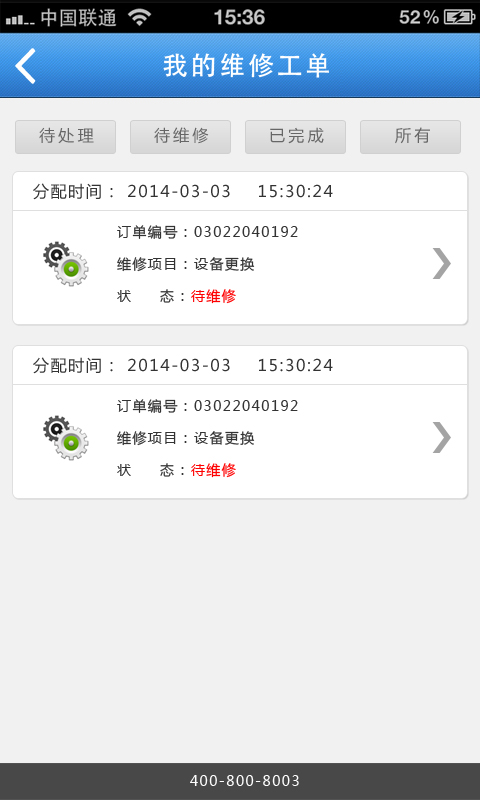 中国联通 15:36 52%
我的维修工单
待处理 待维修 已完成 所有
分配时间： 2014-03-03 15:30:24
订单编号：03022040192
维修项目：设备更换
状 态：待维修
分配时间： 2014-03-03 15:30:24
订单编号：03022040192
维修项目：设备更换
状 态：待维修
400-800-8003